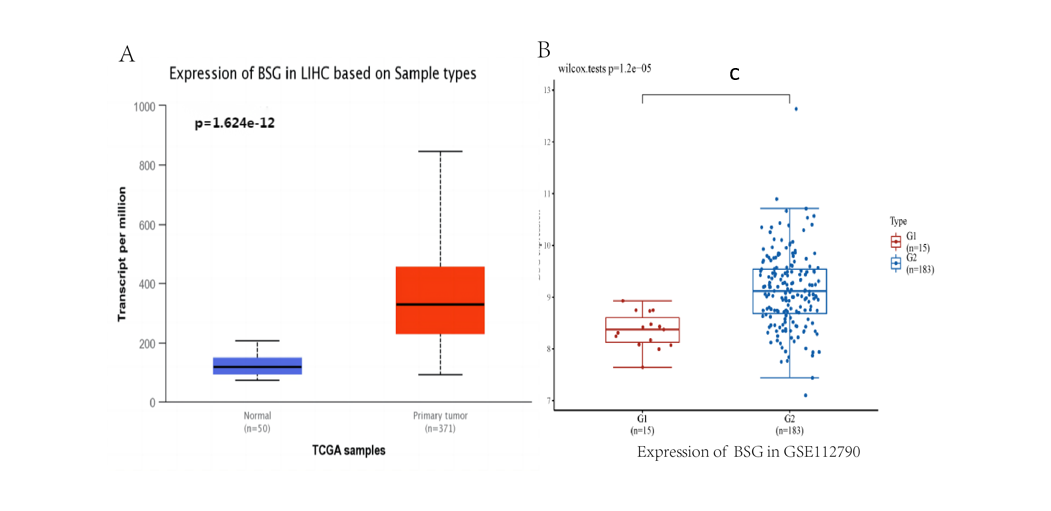 A
Expression of BSG in LIHC based on Sample types
p=1.624e-12
Transcript per million
1000
800
600
400
200
0
Normal
(n=50)
Primary tumor
(n=371)
TCGA samples
B
wilcox.tests p=1.2e−05
C
13
12
11
10
9
8
7
G1
(n=15)
G2
(n=183)
Expression of BSG in GSE112790
Type
G1
(n=15)
G2
(n=183)